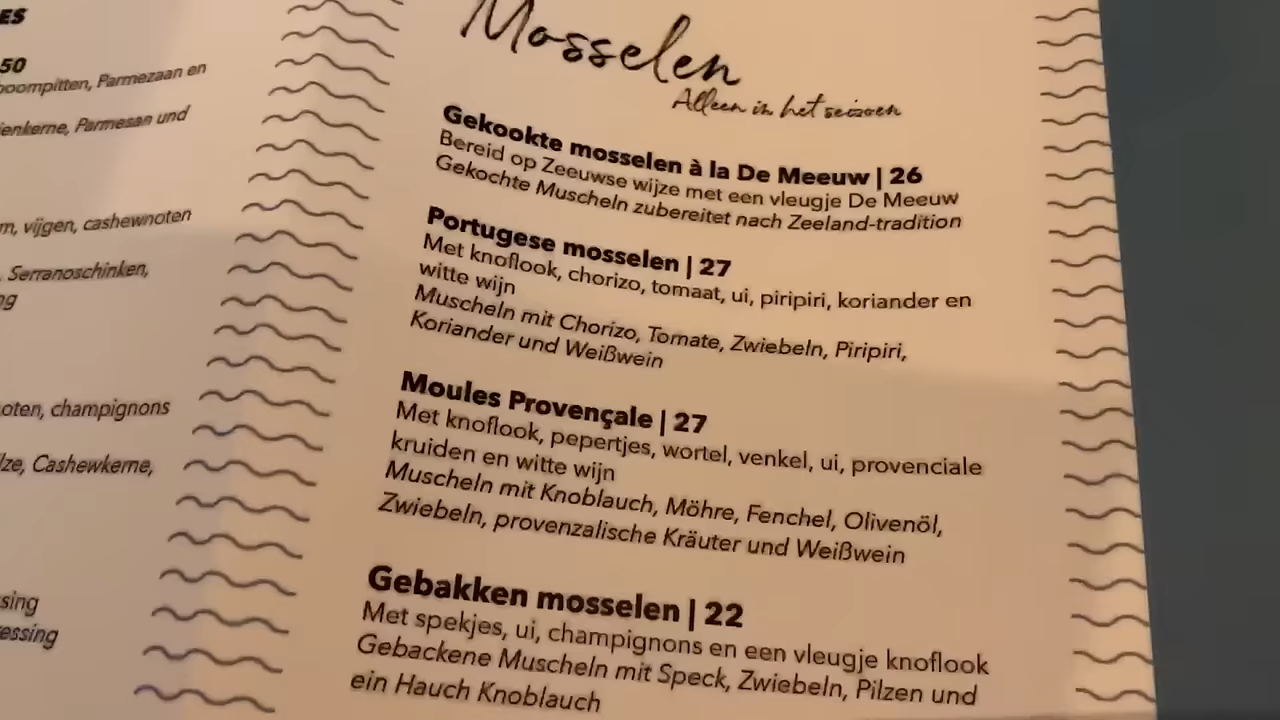 ES
50
Parmezaan en
Parmesan und
vijgen, cashewnoten
Serranoschinken,
champignons
Cashewkerne,
Mosselen
Alleen in het seizoen
Gekookte mosselen à la De Meeuw | 26
Bereid op Zeeuwse wijze met een vleugje De Meeuw
Gekochte Muscheln zubereitet nach Zeeland-tradition
Portugese mosselen | 27
Met knoflook, chorizo, tomaat, ui, piripiri, koriander en
witte wijn
Muscheln mit Chorizo, Tomate, Zwiebeln, Piripiri,
Koriander und Weißwein
Moules Provençale | 27
Met knoflook, pepertjes, wortel, venkel, ui, provenciale
kruiden en witte wijn
Muscheln mit Knoblauch, Möhre, Fenchel, Olivenöl,
Zwiebeln, provenzalische Kräuter und Weißwein
Gebakken mosselen | 22
Met spekjes, ui, champignons en een vleugje knoflook
Gebackene Muscheln mit Speck, Zwiebeln, Pilzen und
ein Hauch Knoblauch